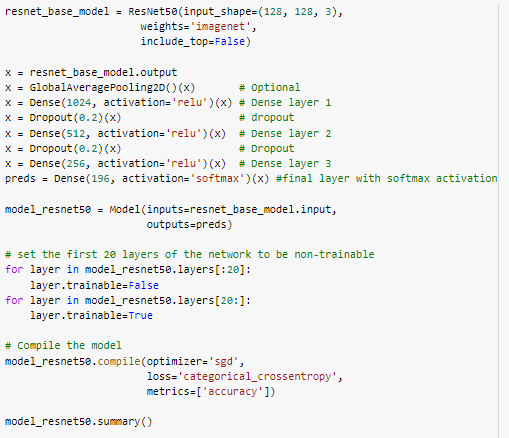 resnet_base_model = ResNet50(input_shape=(128, 128, 3),
                    weights='imagenet',
                    include_top=False)

x = resnet_base_model.output
x = GlobalAveragePooling2D()(x)       # Optional
x = Dense(1024, activation='relu')(x) # Dense layer 1
x = Dropout(0.2)(x)                   # dropout
x = Dense(512, activation='relu')(x)  # Dense layer 2
x = Dropout(0.2)(x)                   # Dropout
x = Dense(256, activation='relu')(x)  # Dense layer 3
preds = Dense(196, activation='softmax')(x) #final layer with softmax activation

model_resnet50 = Model(inputs=resnet_base_model.input,
                     outputs=preds)

# set the first 20 layers of the network to be non-trainable
for layer in model_resnet50.layers[:20]:
    layer.trainable=False
for layer in model_resnet50.layers[20:]:
    layer.trainable=True

# Compile the model
model_resnet50.compile(optimizer='sgd',
                     loss='categorical_crossentropy',
                     metrics=['accuracy'])

model_resnet50.summary()